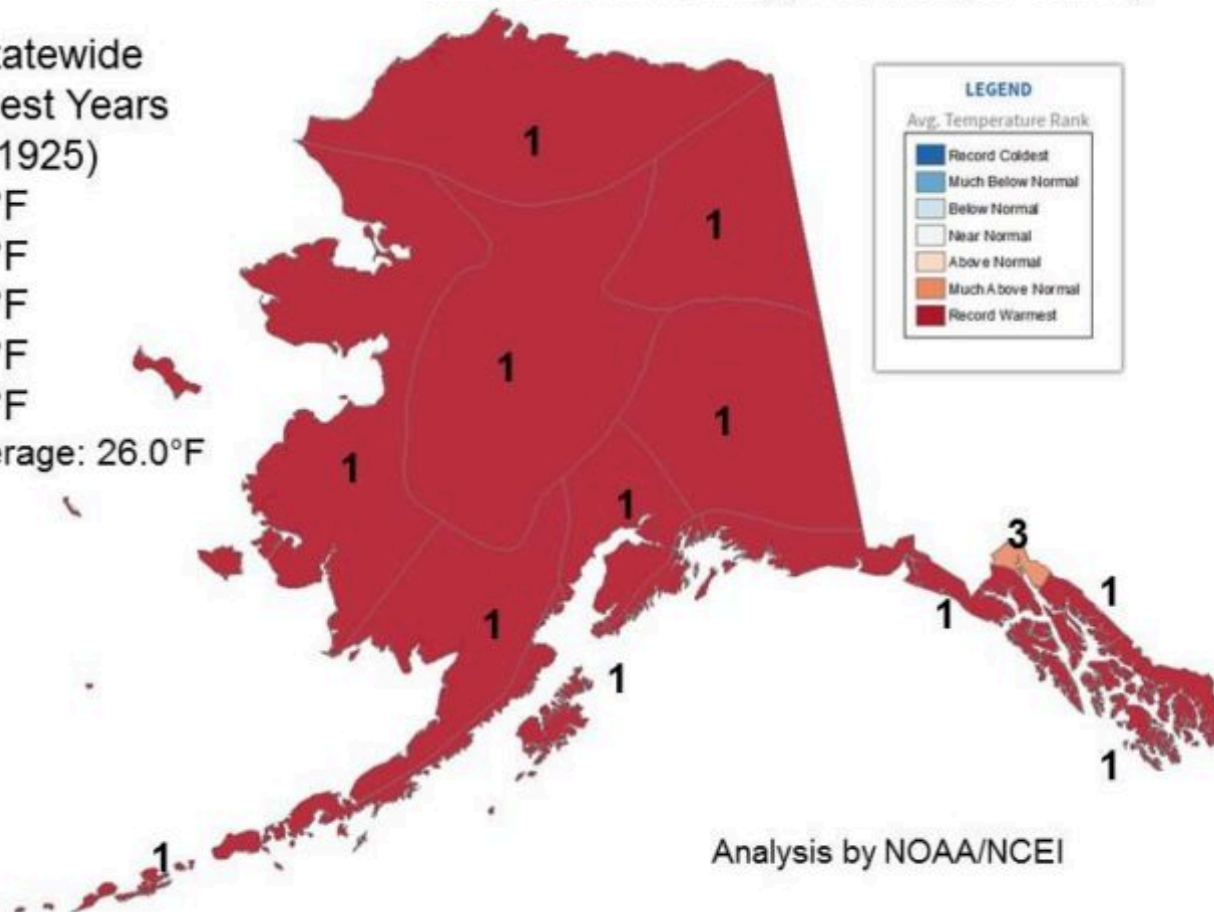 tatewide
est Years
1925)
°F
°F
°F
°F
°F
erage: 26.0°F
LEGEND
Avg. Temperature Rank
Record Coldest
Much Below Normal
Below Normal
Near Normal
Above Normal
Much Above Normal
Record Warmest
1
1
1
1
1
1
3
1
1
1
1
1
1
Analysis by NOAA/NCEI